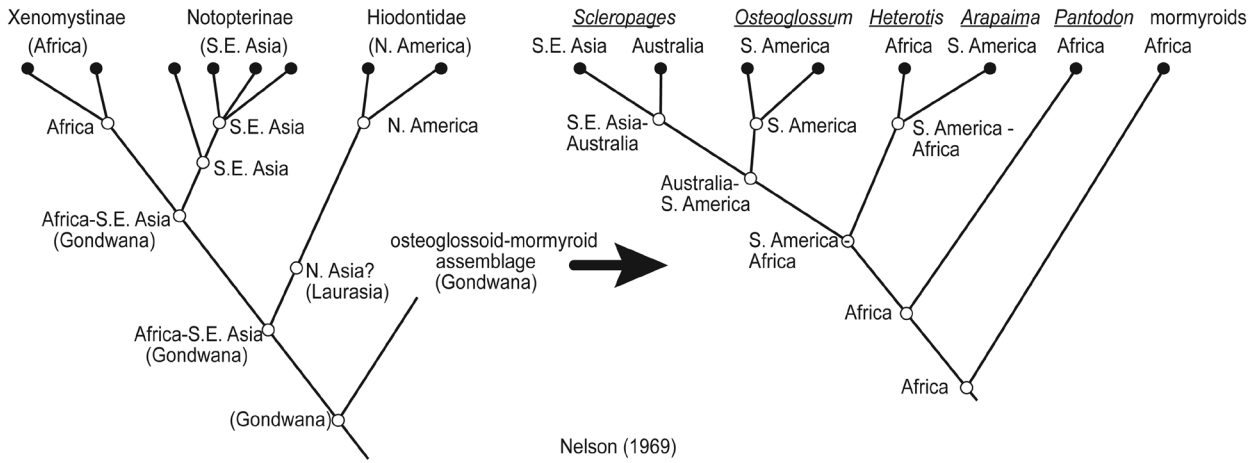 Xenomystinae
(Africa)
Notopterinae
(S.E. Asia)
Hiodontidae
(N. America)
Africa
S.E. Asia
S.E. Asia
N. America
Africa-S.E. Asia
(Gondwana)
N. Asia?
(Laurasia)
Africa-S.E. Asia
(Gondwana)
(Gondwana)
osteoglossoid-mormyroid
assemblage
(Gondwana)
Scleropages
S.E. Asia Australia
Osteoglossum
S. America
Heterotis
Africa
Arapaima
S. America
Pantodon
Africa
mormyroids
Africa
S.E. Asia-
Australia
S. America
S. America -
Africa
Australia-
S. America
S. America -
Africa
Africa
Africa
Nelson (1969)